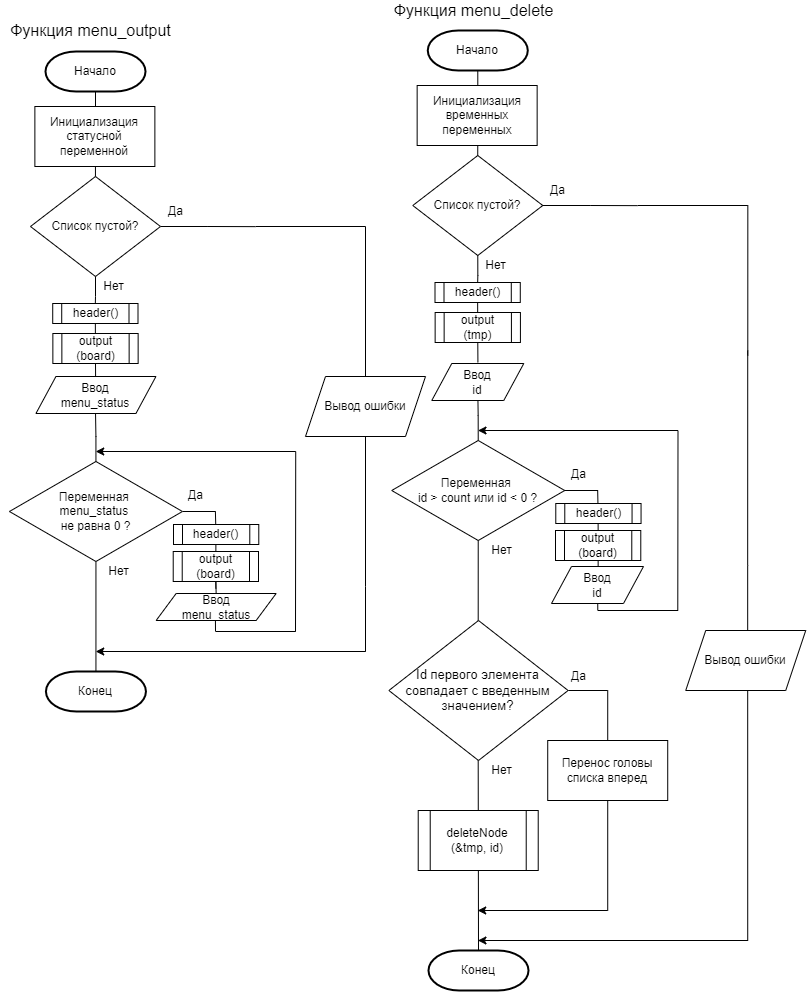 Функция menu_output
Начало
Инициализация
статусной
переменной
Список пустой?
Да
Нет
header()
output
(board)
Ввод
menu_status
Вывод ошибки
Переменная
menu_status
не равна 0 ?
Да
header()
output
(board)
Ввод
menu_status
Нет
Конец
Функция menu_delete
Начало
Инициализация
временных
переменных
Список пустой?
Да
Нет
header()
output
(tmp)
Ввод
id
Переменная
id > count или id < 0 ?
Да
header()
output
(board)
Ввод
id
Нет
Вывод ошибки
Id первого элемента
совпадает с введенным
значением?
Да
Перенос головы
списка вперед
Нет
deleteNode
(&tmp, id)
Конец